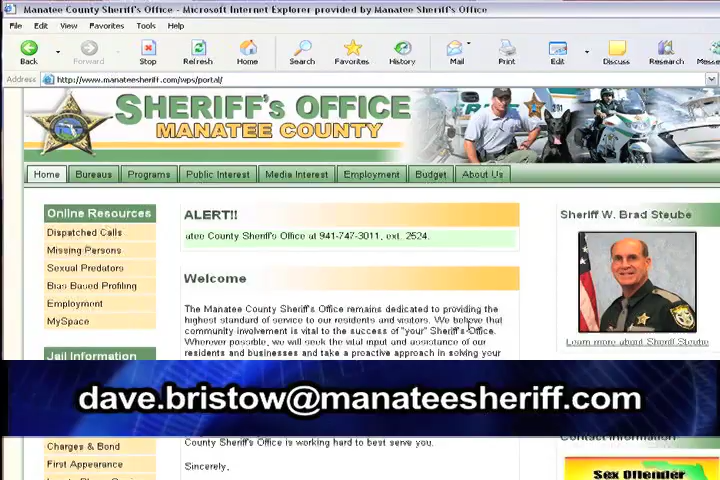 Manatee County Sheriff's Office - Microsoft Internet Explorer provided by Manatee Sheriff's Office
File Edit View Favorites Tools Help
Back Forward Stop Refresh Home Search Favorites History Mail Print Edit Discuss Research
Address http://www.manateesheriff.com/wps/portal/
SHERIFF'S OFFICE
MANATEE COUNTY
Home Bureaus Programs Public Interest Media Interest Employment Budget About Us
Online Resources
Dispatched Calls
Missing Persons
Sexual Predators
Bias Based Profiling
Employment
MySpace
Jail Information
ALERT!!
atee County Sheriff's Office at 941-747-3011, ext. 2524.
Welcome
The Manatee County Sheriff's Office remains dedicated to providing the
highest standard of service to our residents and visitors. We believe that
community involvement is vital to the success of "your" Sheriff's Office.
Wherever possible, we will seek the vital input and assistance of our
residents and businesses and take a proactive approach in solving your
Sheriff W. Brad Steube
Learn more about Sheriff Steube
dave.bristow@manateesheriff.com
Charges & Bond
First Appearance
County Sheriff's Office is working hard to best serve you.
Sincerely,
Contact Information
Sex Offender